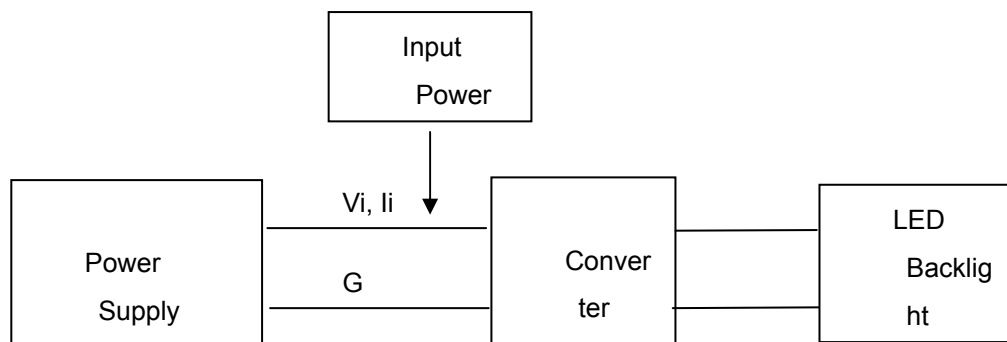 Input
Power
Vi, Ii
Power
Supply
G
Conver
ter
LED
Backlig
ht